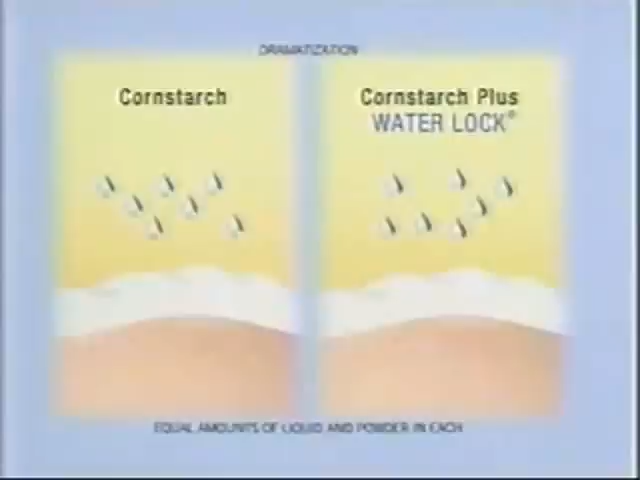 DRAMATIZATION
Cornstarch
Cornstarch Plus
WATER LOCK®
EQUAL AMOUNTS OF LIQUID AND POWDER IN EACH